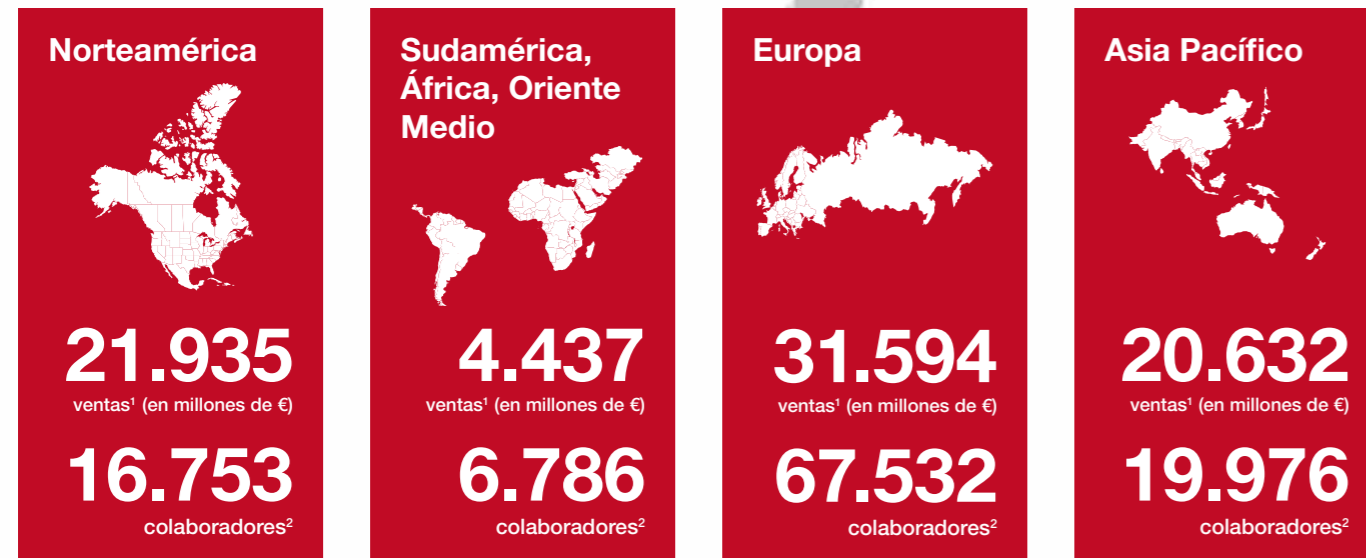 Norteamérica
21.935
ventas¹ (en millones de €)
16.753
colaboradores²
Sudamérica,
África, Oriente
Medio
4.437
ventas¹ (en millones de €)
6.786
colaboradores²
Europa
31.594
ventas¹ (en millones de €)
67.532
colaboradores²
Asia Pacífico
20.632
ventas¹ (en millones de €)
19.976
colaboradores²